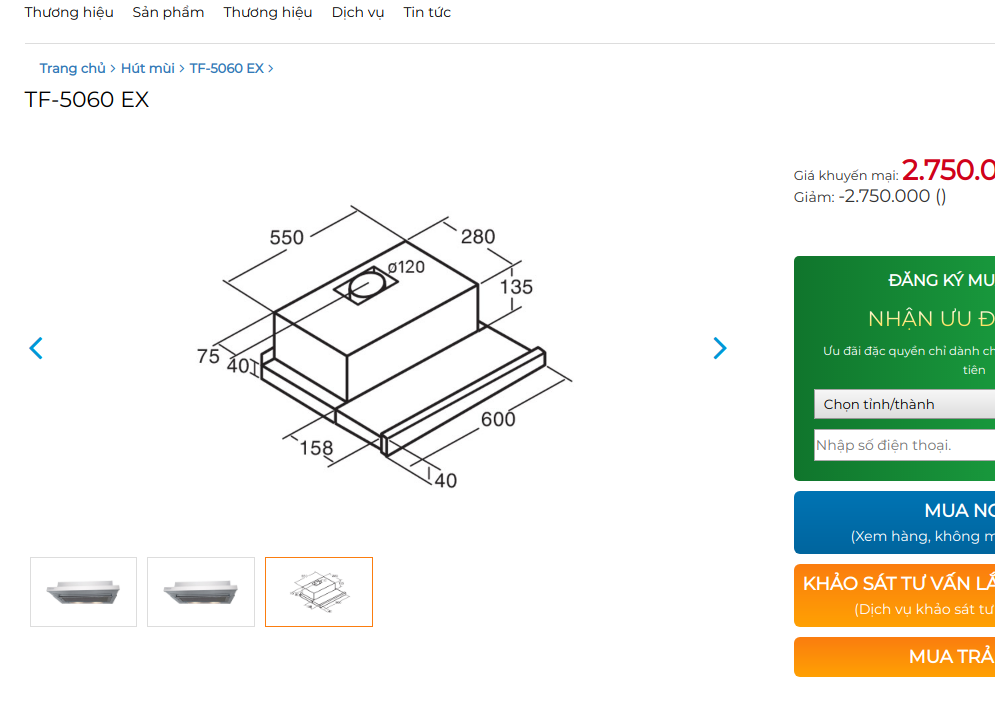 Thương hiệu Sản phẩm Thương hiệu Dịch vụ Tin tức
Trang chủ > Hút mùi > TF-5060 EX >
TF-5060 EX
550
280
ø120
135
75
40
600
158
40
Giá khuyến mại: 2.750.0
Giảm: -2.750.000 ()
ĐĂNG KÝ MU
NHẬN ƯU Đ
Ưu đãi đặc quyền chỉ dành ch
tiên
Chọn tỉnh/thành
Nhập số điện thoại.
MUA NG
(Xem hàng, không m
KHẢO SÁT TƯ VẤN LẮ
(Dịch vụ khảo sát tư
MUA TRẢ